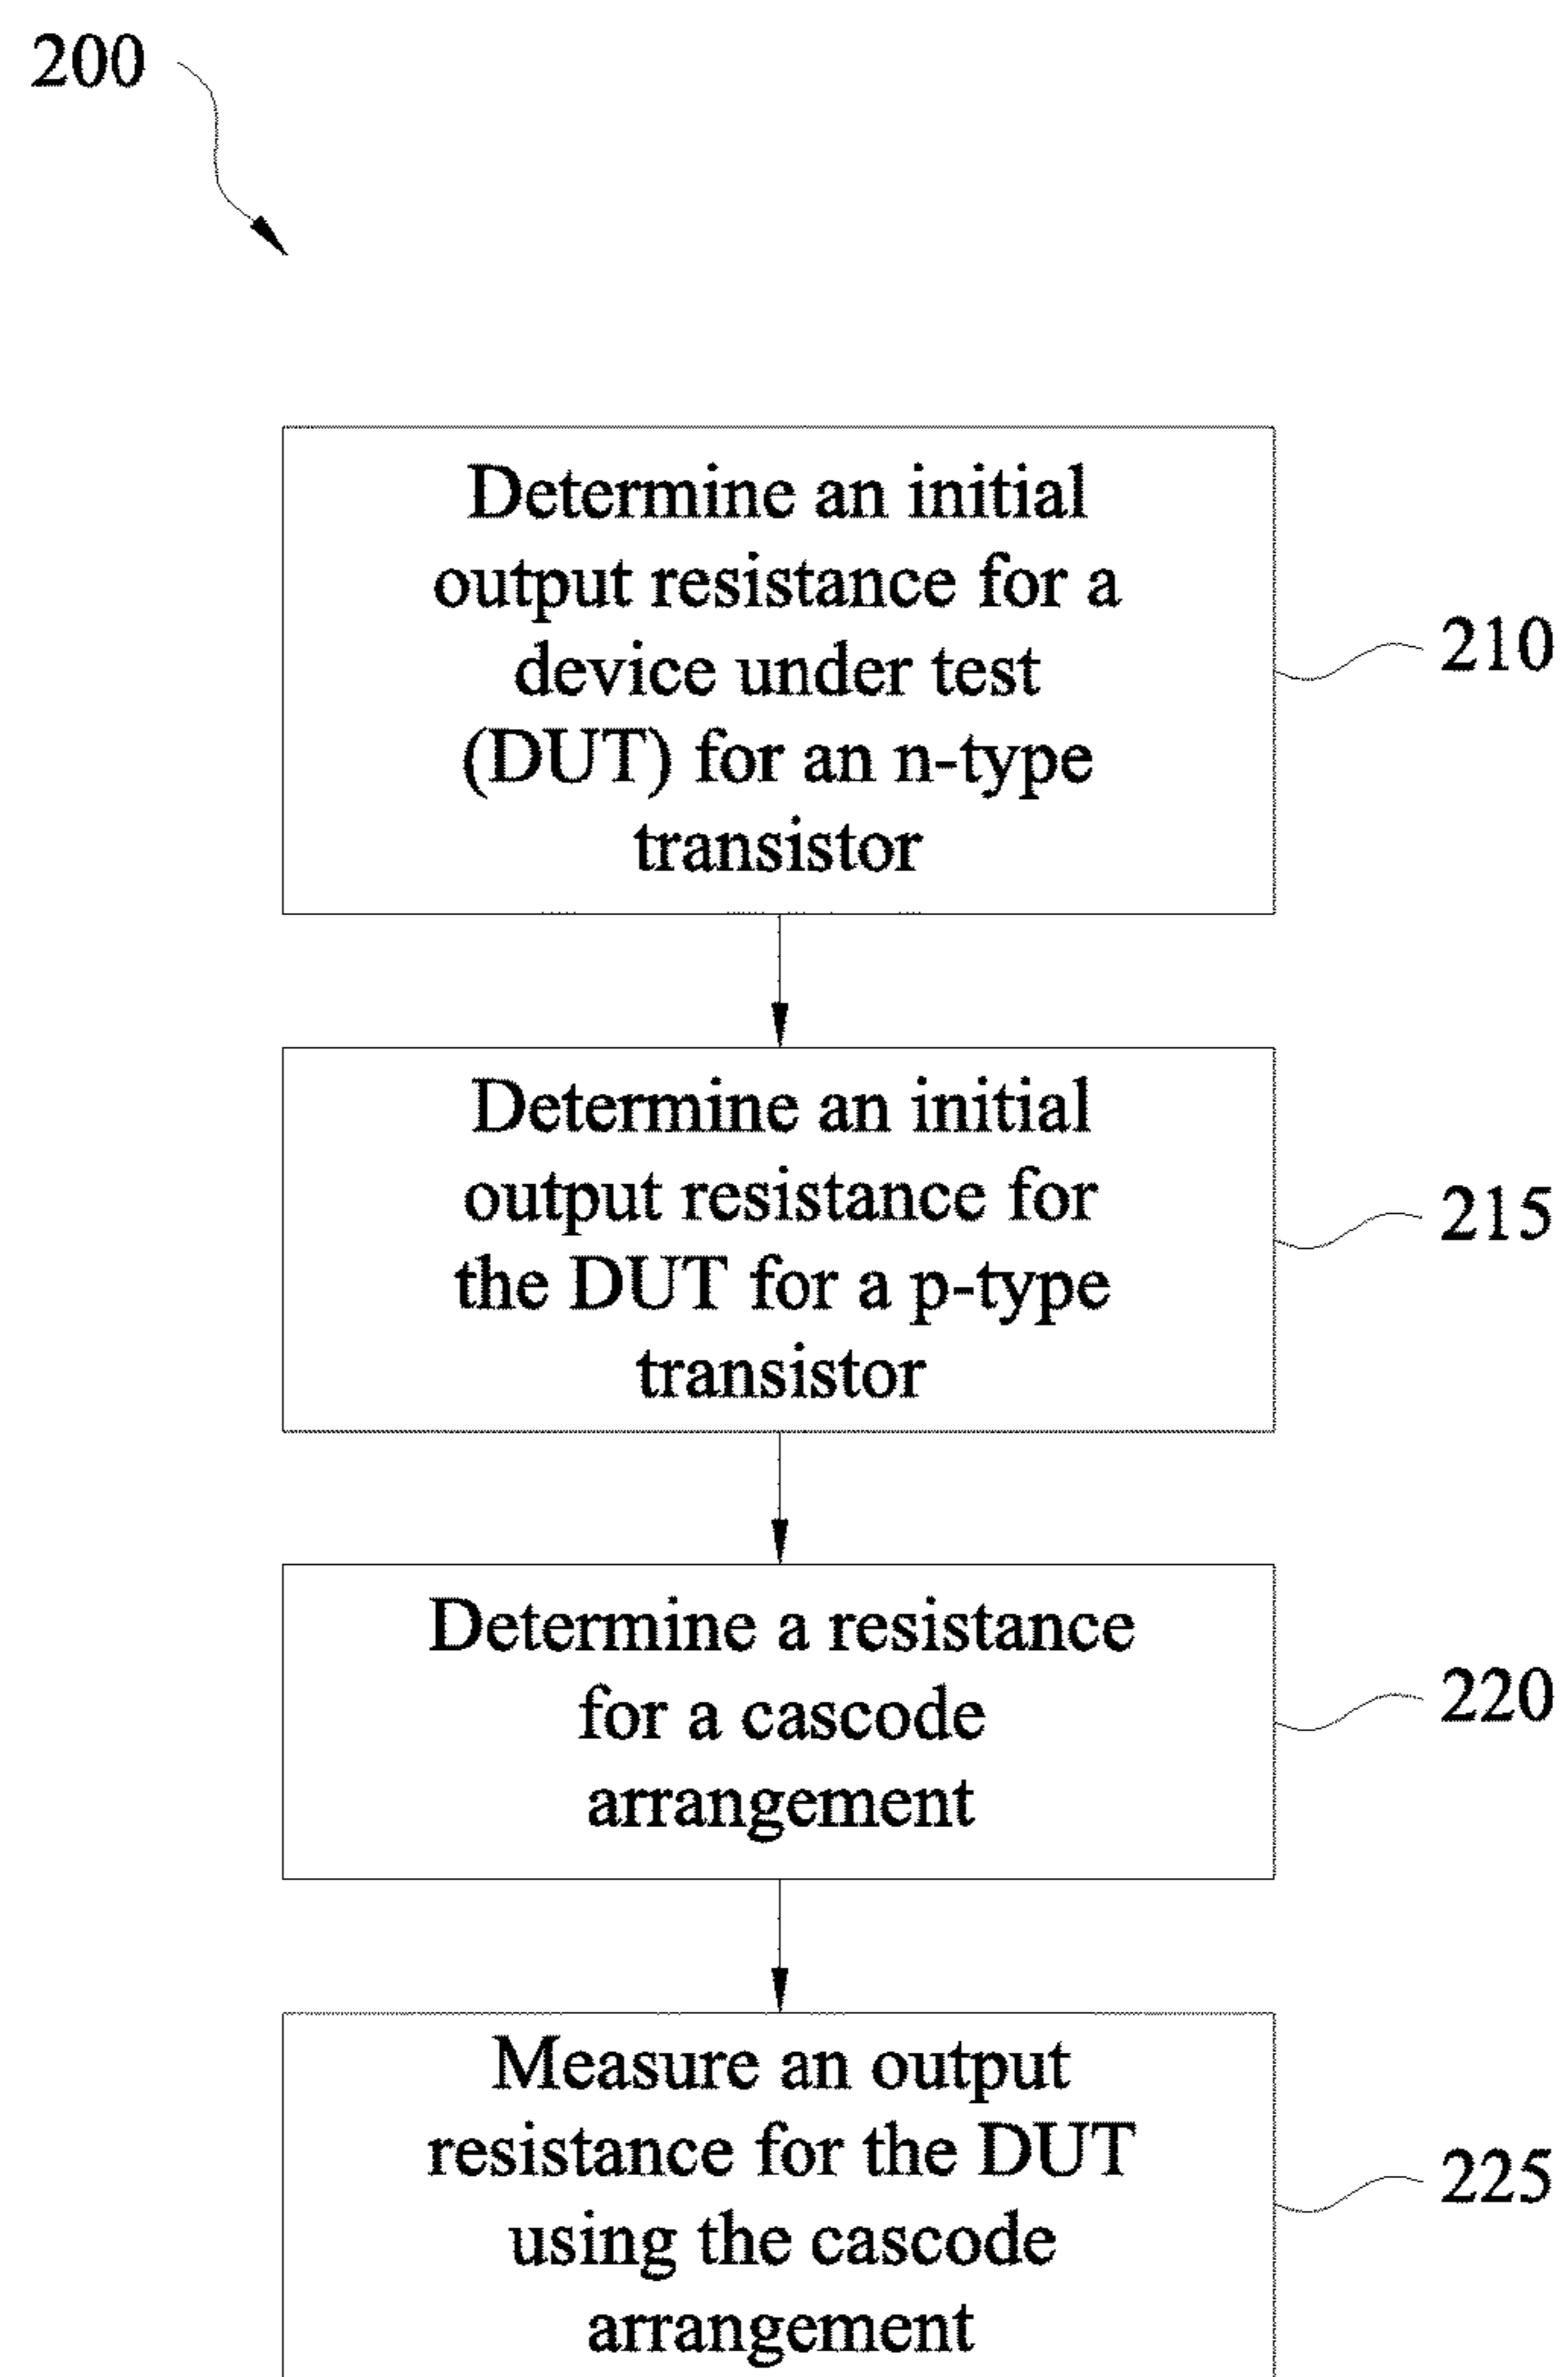 200
Determine an initial
output resistance for a
device under test
(DUT) for an n-type
transistor
210
Determine an initial
output resistance for
the DUT for a p-type
transistor
215
Determine a resistance
for a cascode
arrangement
220
Measure an output
resistance for the DUT
using the cascode
arrangement
225